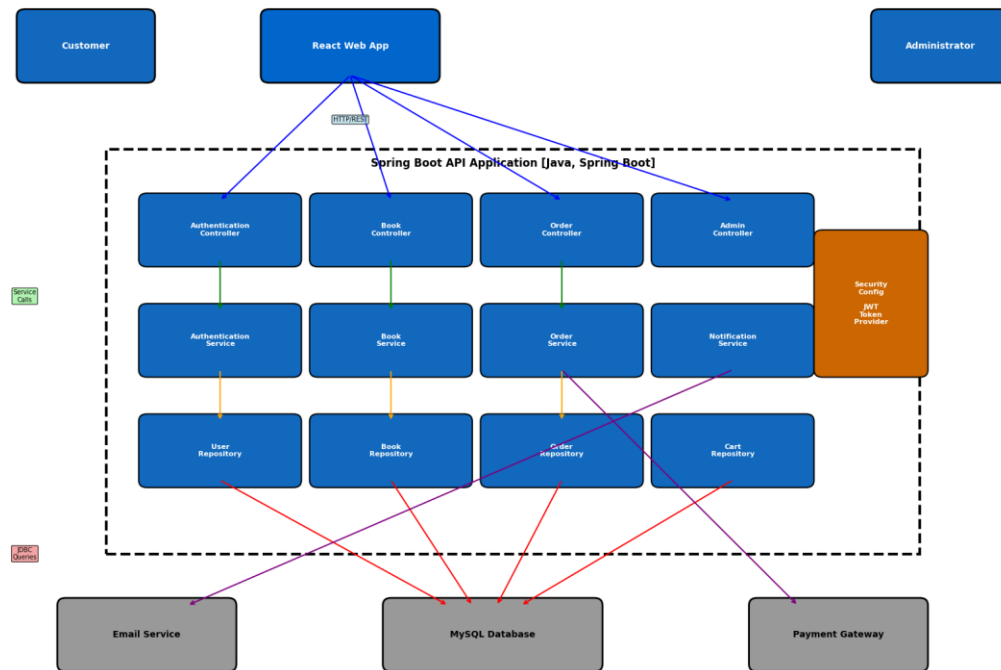 Customer
React Web App
Administrator
HTTP/REST
Spring Boot API Application [Java, Spring Boot]
Authentication
Controller
Book
Controller
Order
Controller
Admin
Controller
Security
Config
JWT
Token
Provider
Service
Calls
Authentication
Service
Book
Service
Order
Service
Notification
Service
User
Repository
Book
Repository
Order
Repository
Cart
Repository
JDBC
Queries
Email Service
MySQL Database
Payment Gateway